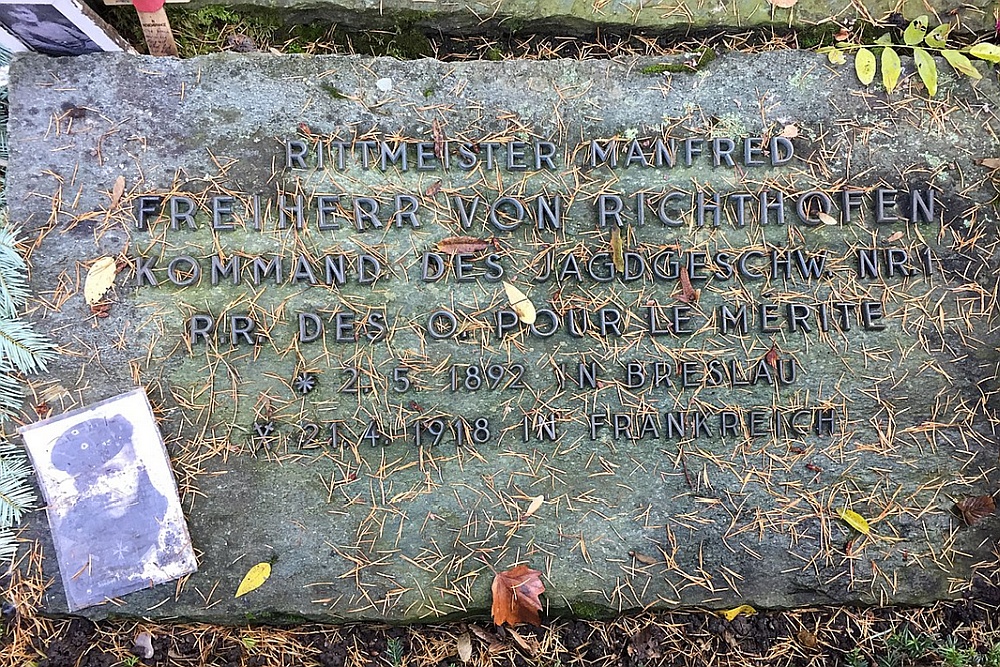 RITTMEISTER MANFRED
FREIHERR VON RICHTHOFEN
KOMMAND. DES JAGDGESCHW. NR. 1
R.R. DES O. POUR LE MERITE
* 2. 5. 1892 IN BRESLAU
21. 4. 1918 IN FRANKREICH